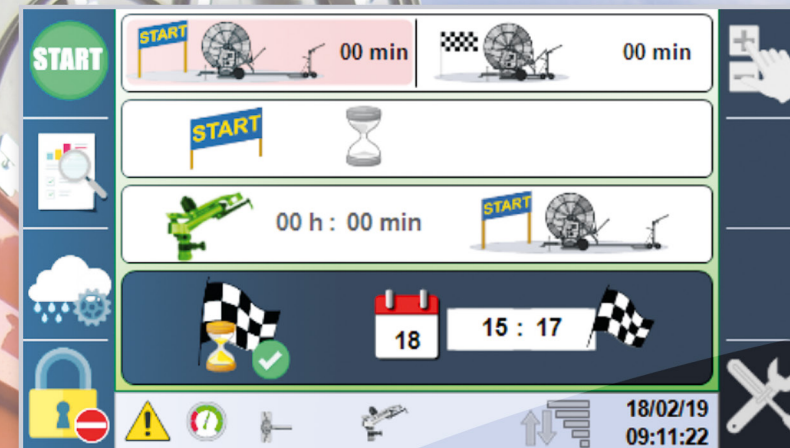 START
START
00 min
00 min
START
00 h : 00 min
START
18
15 : 17
18/02/19
09:11:22